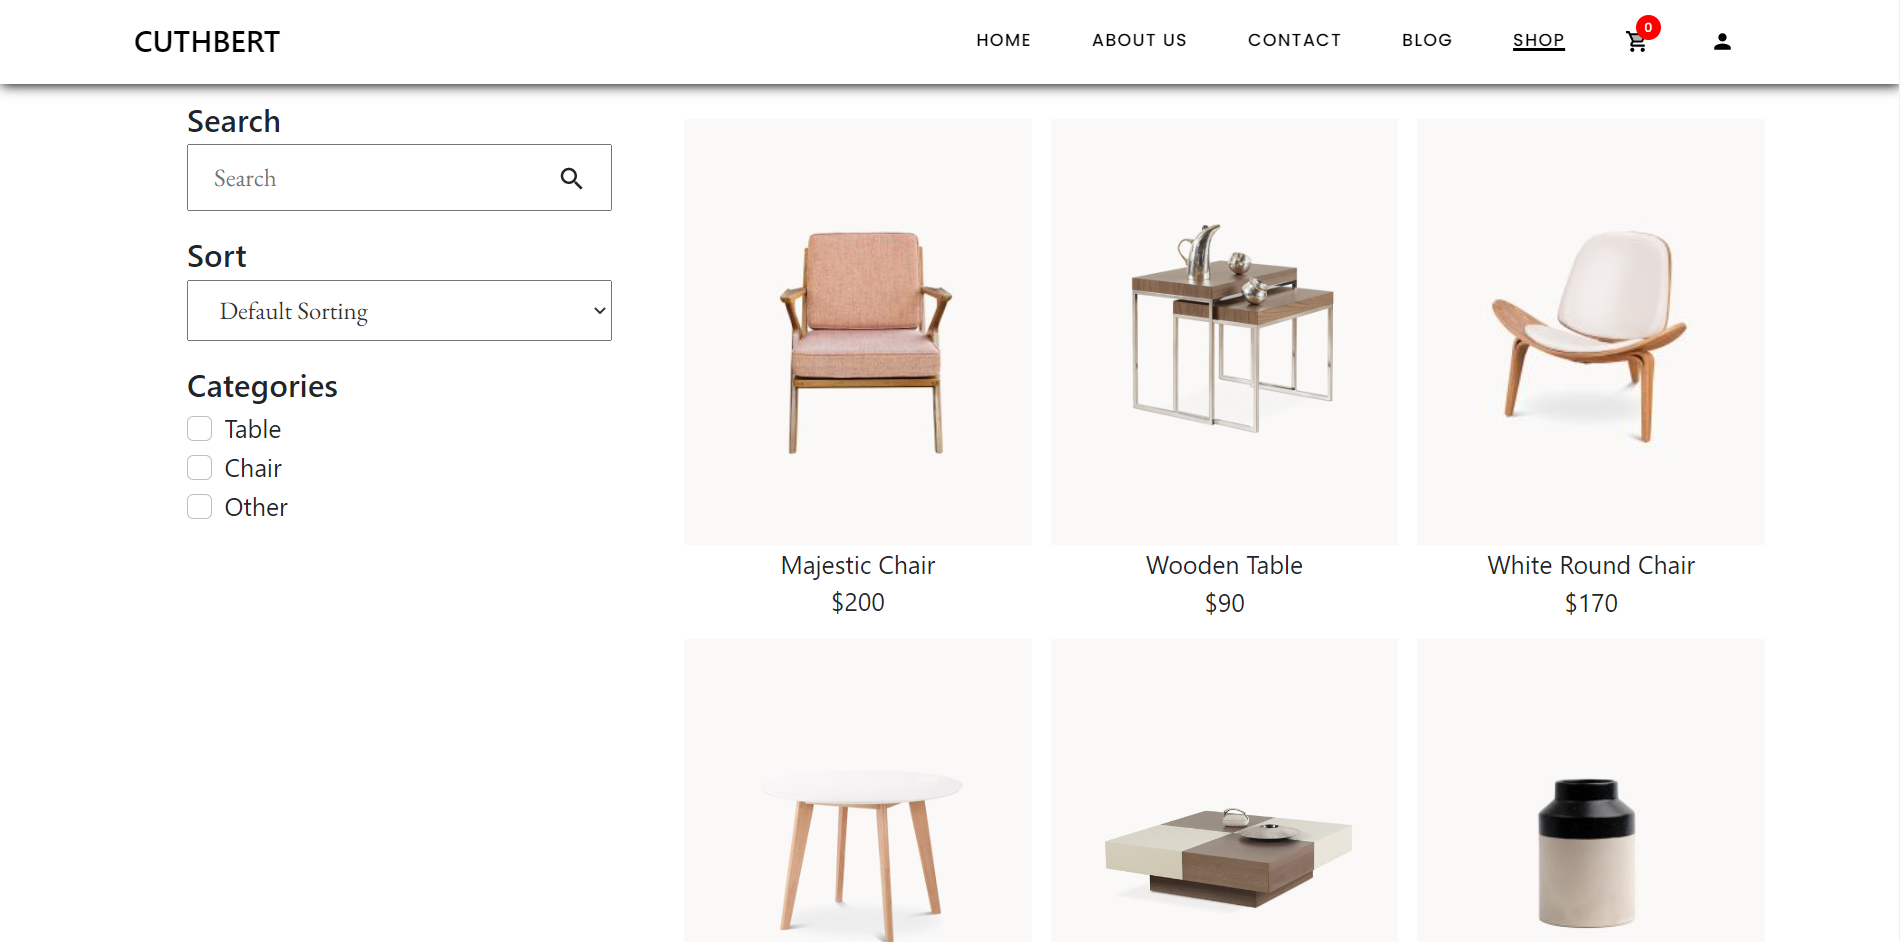 CUTHBERT
HOME
ABOUT US
CONTACT
BLOG
SHOP
0
Search
Search
Sort
Default Sorting
Categories
Table
Chair
Other
Majestic Chair
$200
Wooden Table
$90
White Round Chair
$170